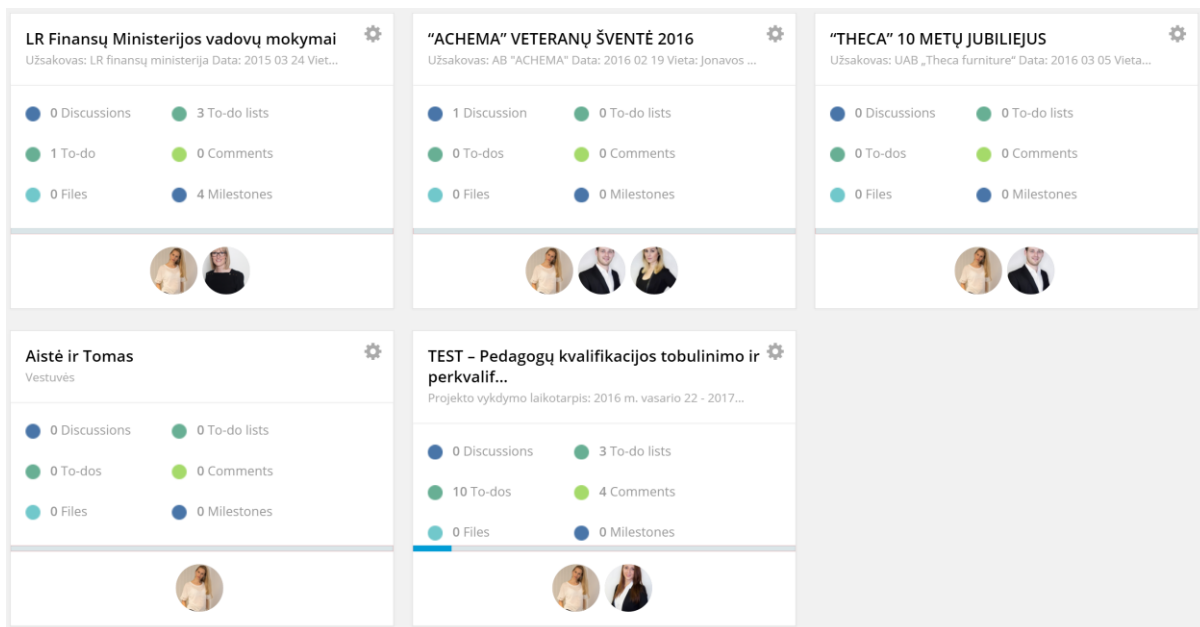 LR Finansų Ministerijos vadovų mokymai
Užsakovas: LR finansų ministerija Data: 2015 03 24 Viet...
0 Discussions
3 To-do lists
1 To-do
0 Comments
0 Files
4 Milestones
“ACHEMA” VETERANŲ ŠVENTĖ 2016
Užsakovas: AB "ACHEMA" Data: 2016 02 19 Vieta: Jonavos ...
1 Discussion
0 To-do lists
0 To-dos
0 Comments
0 Files
0 Milestones
“THECA” 10 METŲ JUBILIEJUS
Užsakovas: UAB „Theca furniture“ Data: 2016 03 05 Vieta...
0 Discussions
0 To-do lists
0 To-dos
0 Comments
0 Files
0 Milestones
Aistė ir Tomas
Vestuvės
0 Discussions
0 To-do lists
0 To-dos
0 Comments
0 Files
0 Milestones
TEST – Pedagogų kvalifikacijos tobulinimo ir
perkvalif...
Projekto vykdymo laikotarpis: 2016 m. vasario 22 - 2017...
0 Discussions
3 To-do lists
10 To-dos
4 Comments
0 Files
0 Milestones